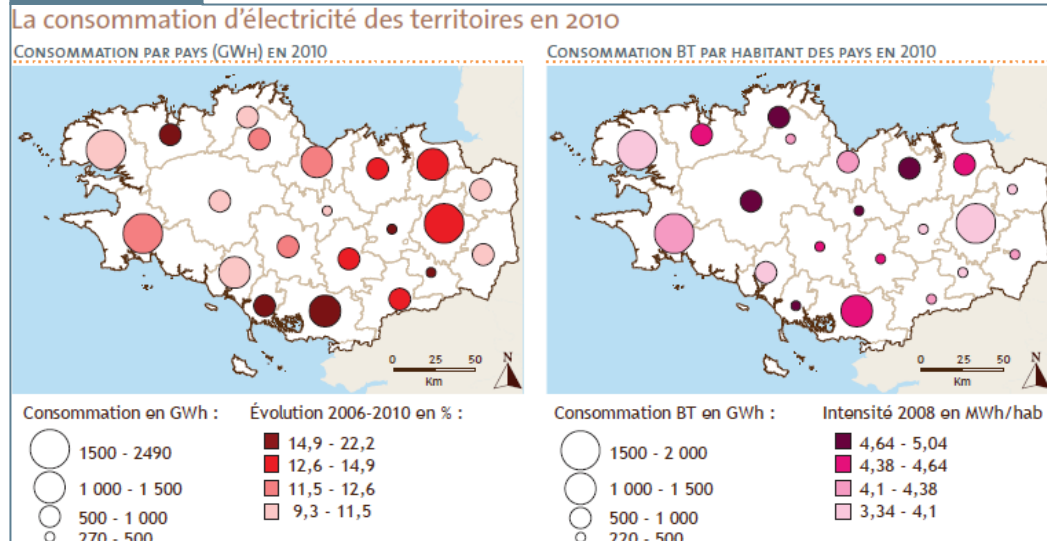 La consommation d'électricité des territoires en 2010
CONSOMMATION PAR PAYS (GWH) EN 2010
0 25 50
Km
N
Consommation en GWh :
1500 - 2490
1 000 - 1 500
500 - 1 000
270 - 500
Évolution 2006-2010 en % :
14,9 - 22,2
12,6 - 14,9
11,5 - 12,6
9,3 - 11,5
CONSOMMATION BT PAR HABITANT DES PAYS EN 2010
0 25 50
Km
N
Consommation BT en GWh :
1500 - 2 000
1 000 - 1 500
500 - 1 000
220 - 500
Intensité 2008 en MWh/hab
4,64 - 5,04
4,38 - 4,64
4,1 - 4,38
3,34 - 4,1